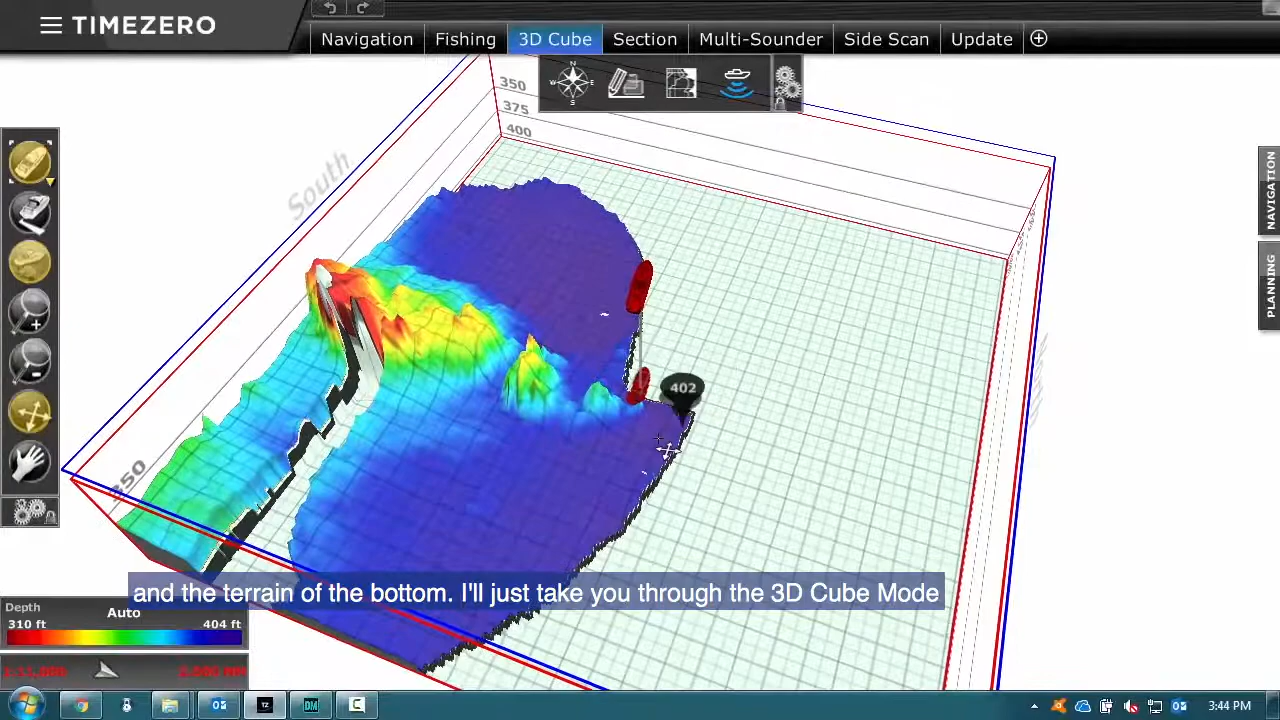 TIMEZERO
Navigation
Fishing
3D Cube
Section
Multi-Sounder
Side Scan
Update
N
W
E
S
350
375
400
South
NAVIGATION
PLANNING
402
and the terrain of the bottom. I'll just take you through the 3D Cube Mode
Depth
Auto
310 ft
404 ft
TZ
DM
C
3:44 PM